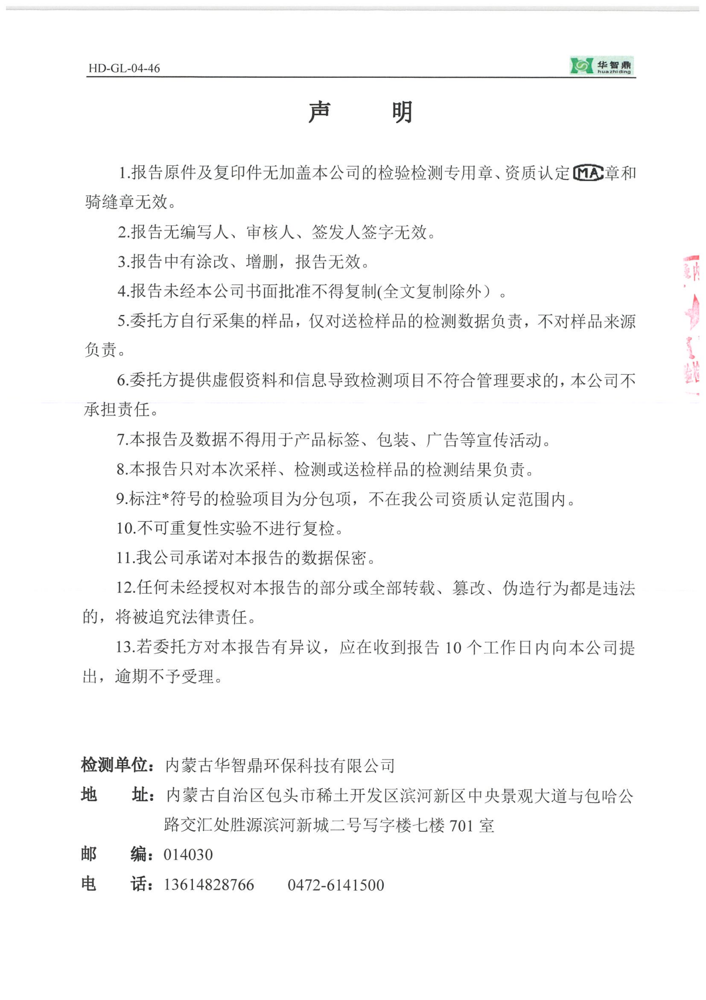 HD-GL-04-46
华智鼎
huazhiding
声 明
1.报告原件及复印件无加盖本公司的检验检测专用章、资质认定MA章和
骑缝章无效。
2.报告无编写人、审核人、签发人签字无效。
3.报告中有涂改、增删，报告无效。
4.报告未经本公司书面批准不得复制(全文复制除外）。
5.委托方自行采集的样品，仅对送检样品的检测数据负责，不对样品来源
负责。
6.委托方提供虚假资料和信息导致检测项目不符合管理要求的，本公司不
承担责任。
7.本报告及数据不得用于产品标签、包装、广告等宣传活动。
8.本报告只对本次采样、检测或送检样品的检测结果负责。
9.标注*符号的检验项目为分包项，不在我公司资质认定范围内。
10.不可重复性实验不进行复检。
11.我公司承诺对本报告的数据保密。
12.任何未经授权对本报告的部分或全部转载、篡改、伪造行为都是违法
的，将被追究法律责任。
13.若委托方对本报告有异议，应在收到报告 10 个工作日内向本公司提
出，逾期不予受理。
检测单位：内蒙古华智鼎环保科技有限公司
地 址：内蒙古自治区包头市稀土开发区滨河新区中央景观大道与包哈公
路交汇处胜源滨河新城二号写字楼七楼 701 室
邮 编：014030
电 话：13614828766 0472-6141500